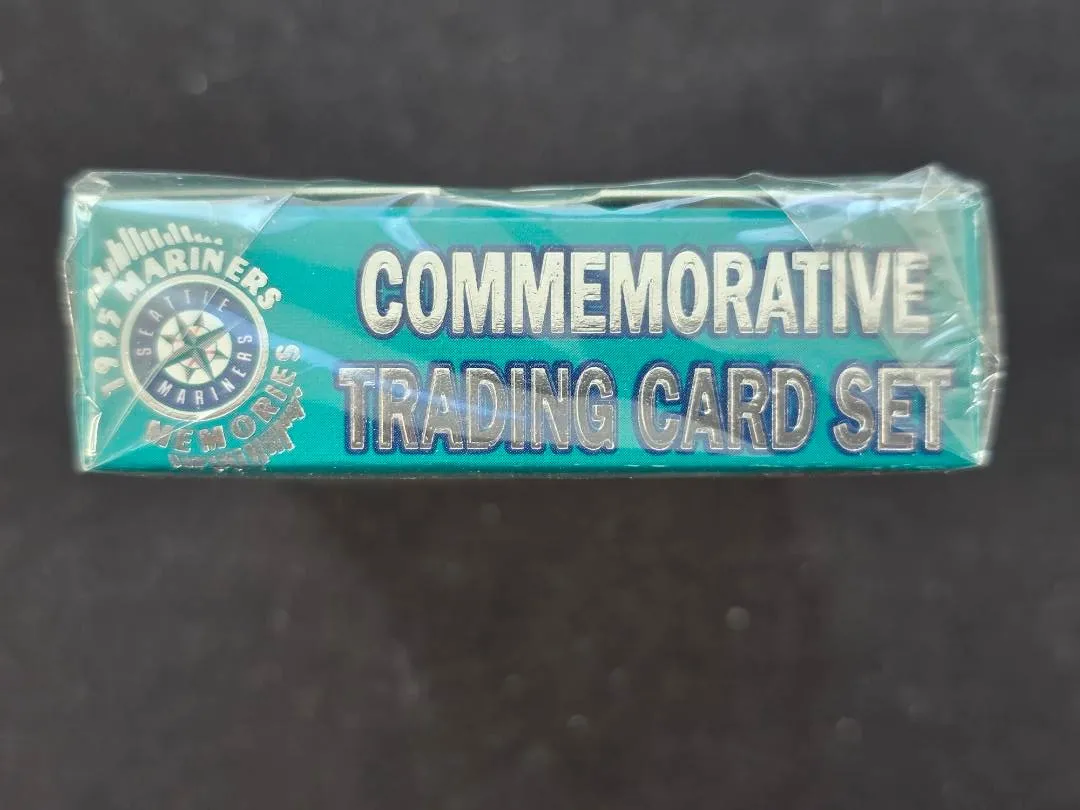 1995 MARINERS
SEATTLE
MARINERS
MEMORIES
COMMEMORATIVE
TRADING CARD SET